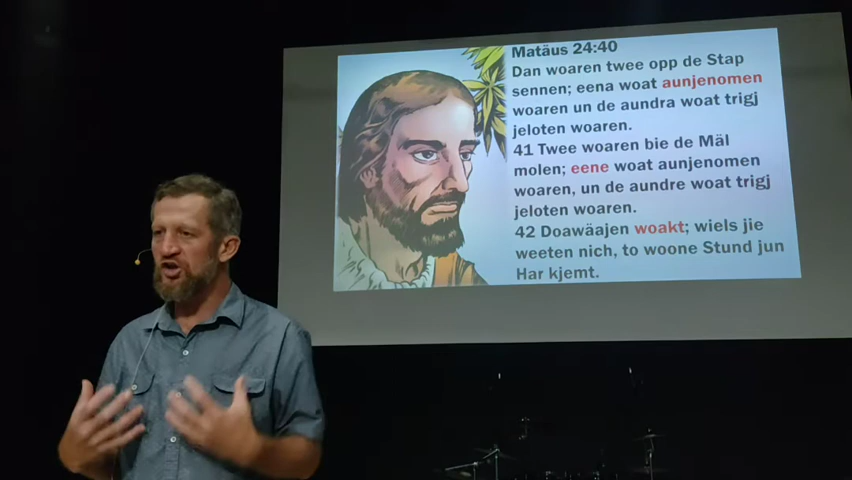 Matäus 24:40
Dan woaren twee opp de Stap
sennen; eena woat aunjenomen
woaren un de aundra woat trigj
jeloten woaren.
41 Twee woaren bie de Mäl
molen; eene woat aunjenomen
woaren, un de aundre woat trigj
jeloten woaren.
42 Doawäajen woakt; wiels jie
weeten nich, to woone Stund jun
Har kjemt.